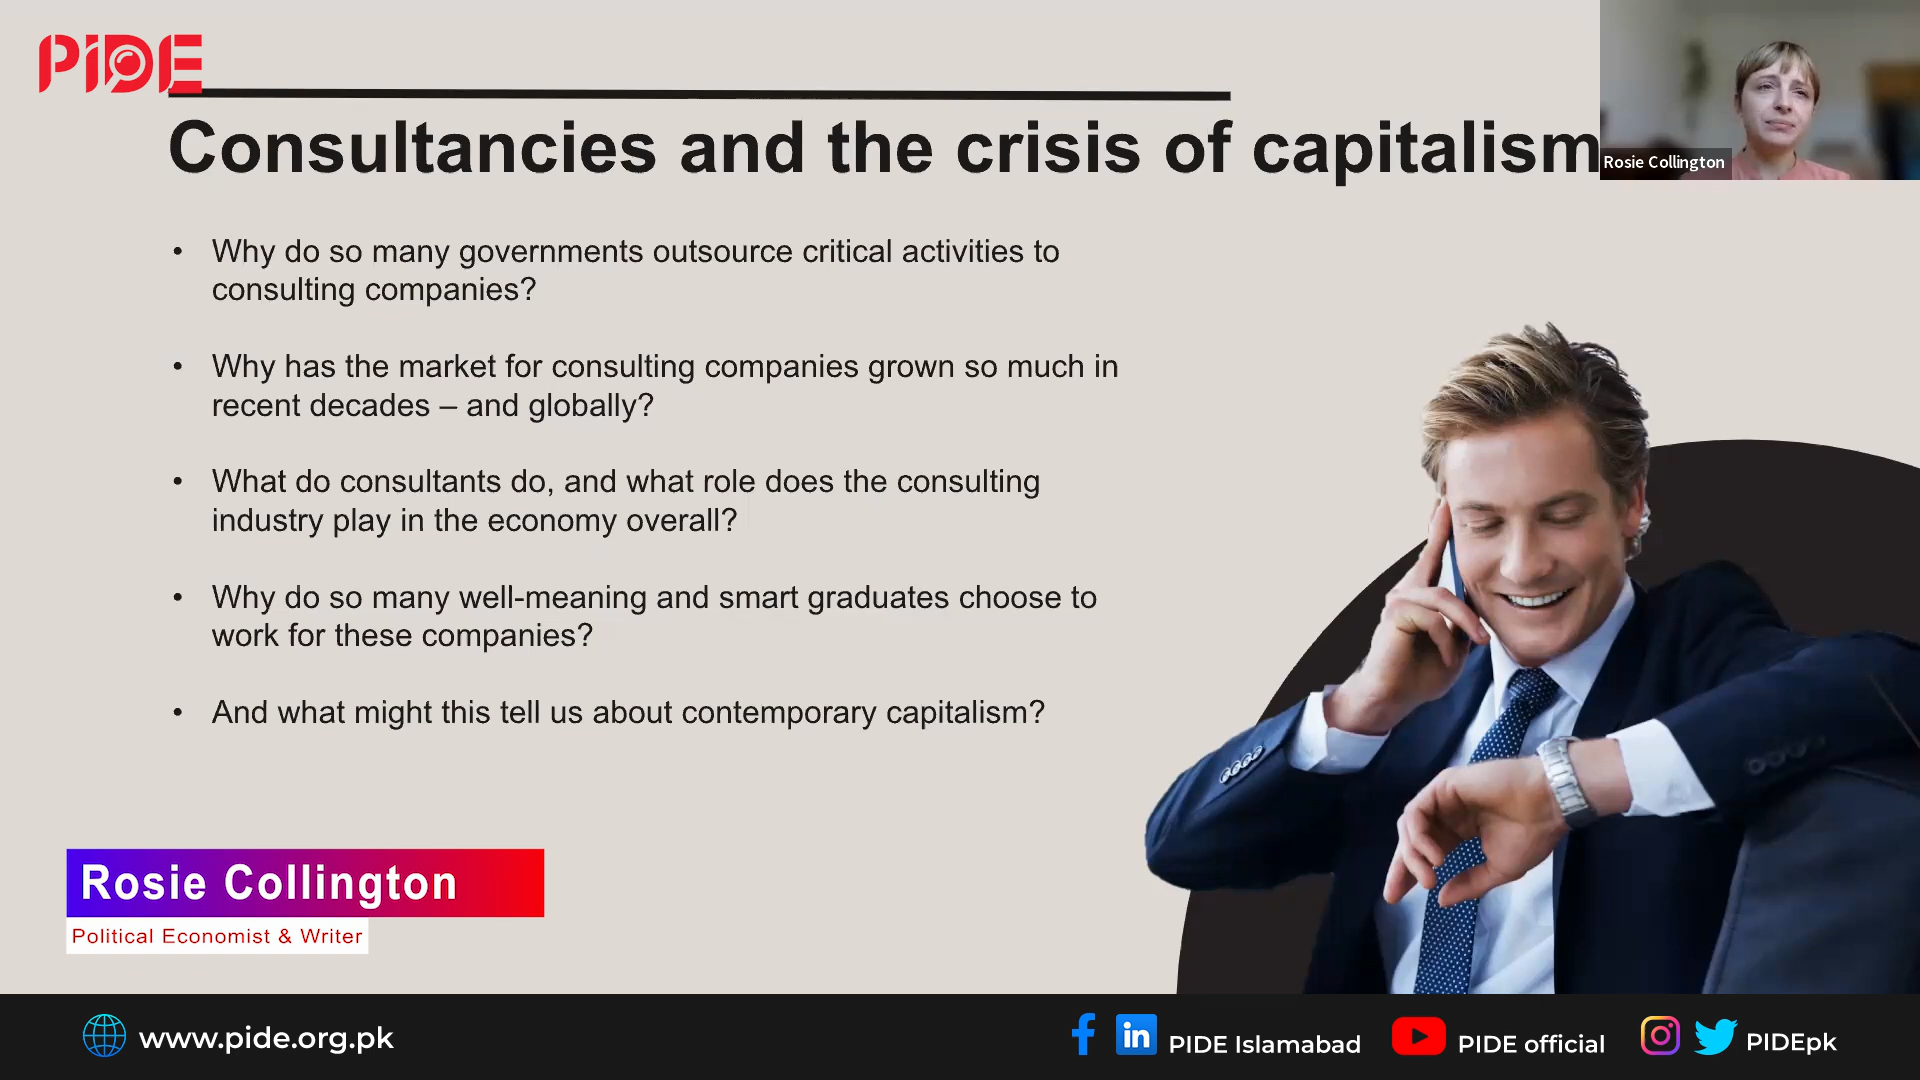 PIDE
Consultancies and the crisis of capitalism
Rosie Collington
• Why do so many governments outsource critical activities to
consulting companies?
• Why has the market for consulting companies grown so much in
recent decades – and globally?
• What do consultants do, and what role does the consulting
industry play in the economy overall?
• Why do so many well-meaning and smart graduates choose to
work for these companies?
• And what might this tell us about contemporary capitalism?
Rosie Collington
Political Economist & Writer
www.pide.org.pk
in PIDE Islamabad
PIDE official
PIDEpk